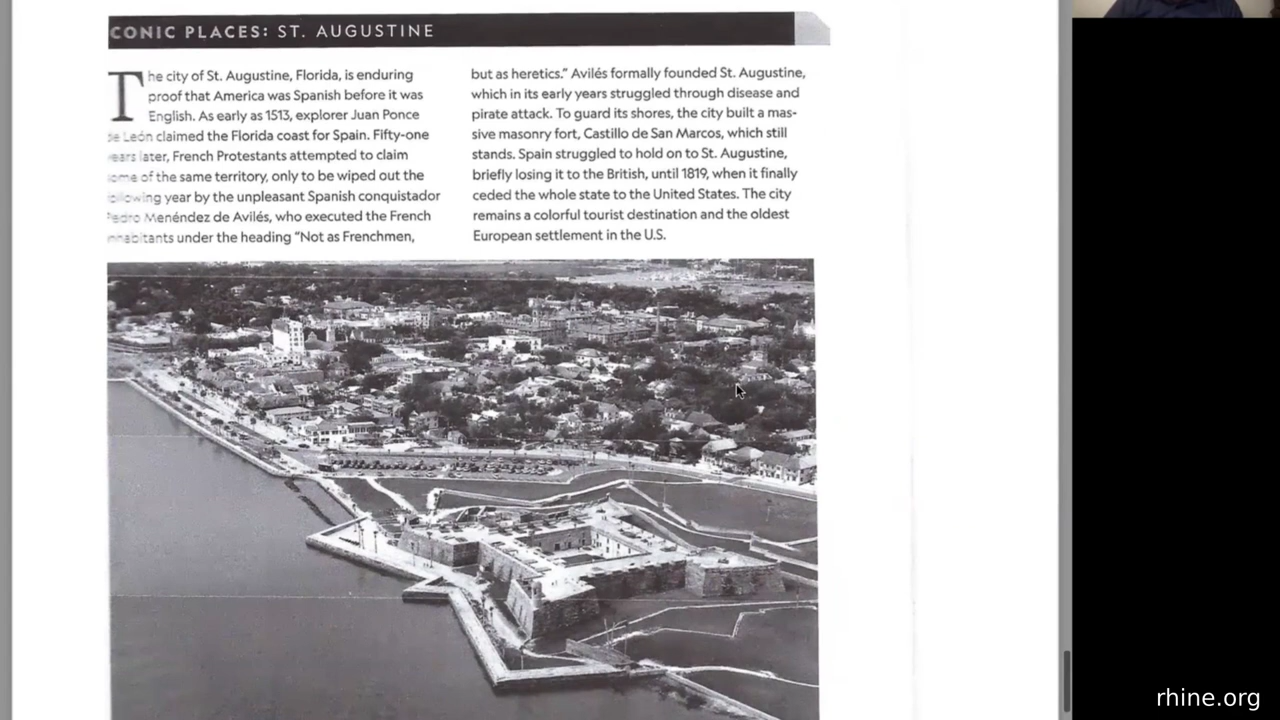 CONIC PLACES: ST. AUGUSTINE
The city of St. Augustine, Florida, is enduring
proof that America was Spanish before it was
English. As early as 1513, explorer Juan Ponce
de León claimed the Florida coast for Spain. Fifty-one
ears later, French Protestants attempted to claim
ome of the same territory, only to be wiped out the
ollowing year by the unpleasant Spanish conquistador
Pedro Menéndez de Avilés, who executed the French
nhabitants under the heading “Not as Frenchmen,
but as heretics.” Avilés formally founded St. Augustine,
which in its early years struggled through disease and
pirate attack. To guard its shores, the city built a mas-
sive masonry fort, Castillo de San Marcos, which still
stands. Spain struggled to hold on to St. Augustine,
briefly losing it to the British, until 1819, when it finally
ceded the whole state to the United States. The city
remains a colorful tourist destination and the oldest
European settlement in the U.S.
rhine.org